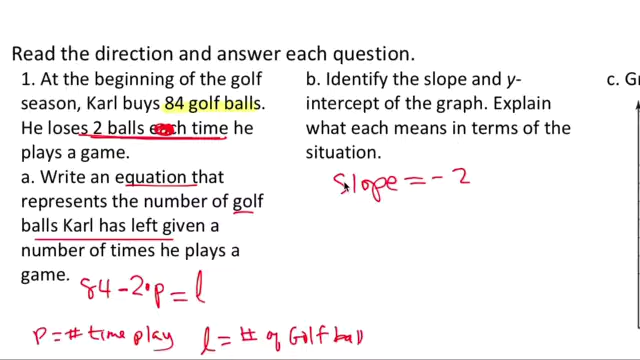 Read the direction and answer each question.
1. At the beginning of the golf
season, Karl buys 84 golf balls.
He loses 2 balls each time he
plays a game.
a. Write an equation that
represents the number of golf
balls Karl has left given a
number of times he plays a
game.
84 - 2·p = l
P = # time play l = # of Golf ball
b. Identify the slope and y-
intercept of the graph. Explain
what each means in terms of the
situation.
slope = - 2
c. G